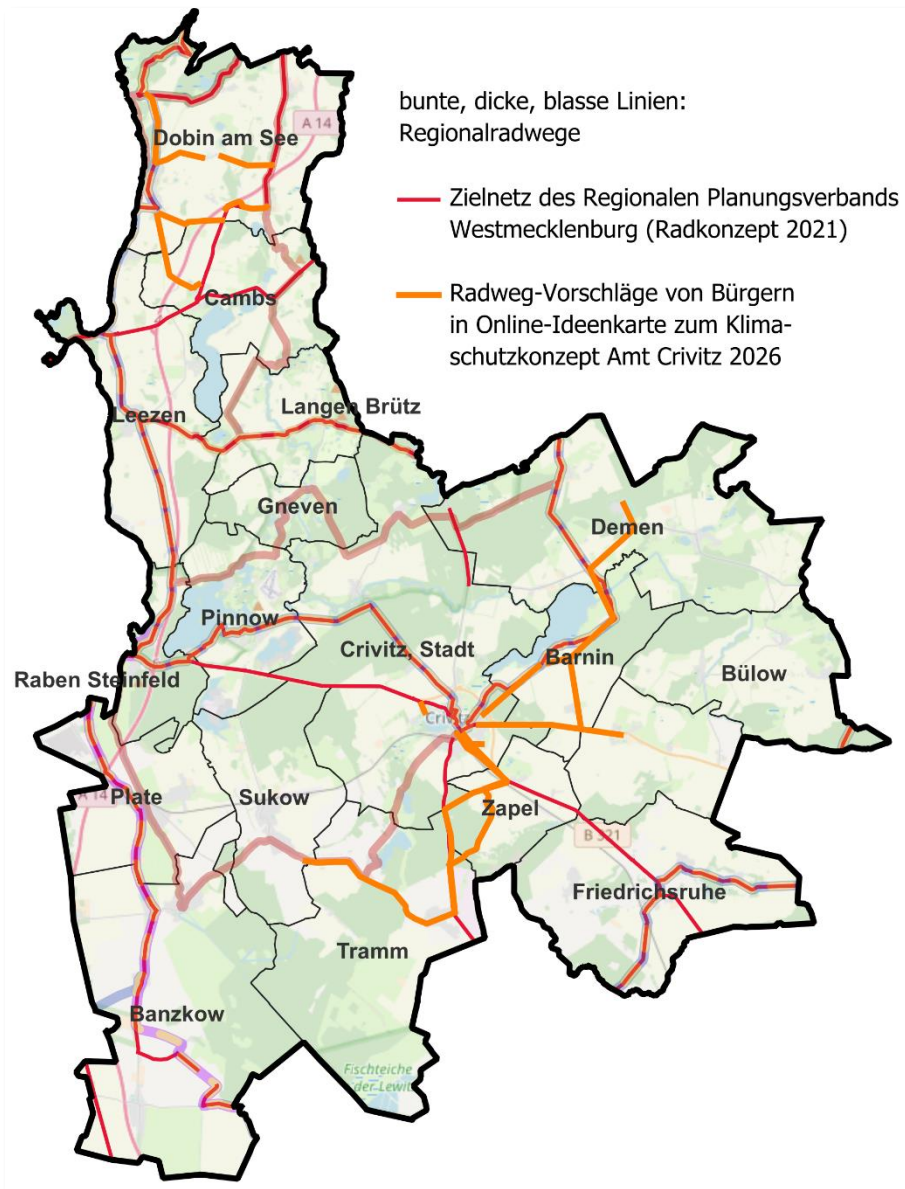 bunte, dicke, blasse Linien:
Regionalradwege
Zielnetz des Regionalen Planungsverbands
Westmecklenburg (Radkonzept 2021)
Radweg-Vorschläge von Bürgern
in Online-Ideenkarte zum Klima-
schutzkonzept Amt Crivitz 2026
A 14
Dobin am See
Cambs
Leezen
Langen Brütz
Gneven
Demen
Pinnow
Crivitz, Stadt
Barnin
Bülow
Raben Steinfeld
Crivitz
A 14
Plate
Sukow
Zapel
B 321
Friedrichsruhe
Tramm
Banzkow
Fischteiche
der Lewit